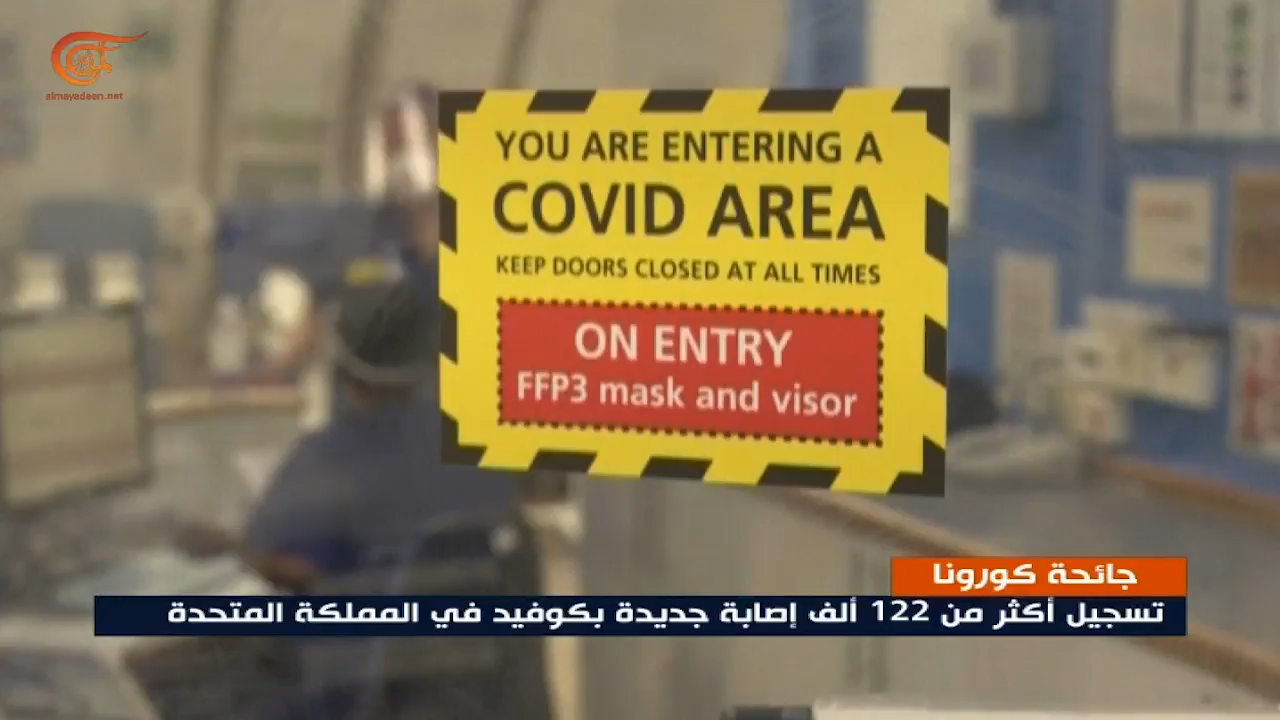 almayadeen.net
YOU ARE ENTERING A
COVID AREA
KEEP DOORS CLOSED AT ALL TIMES
ON ENTRY
FFP3 mask and visor
جائحة كورونا
تسجيل أكثر من 122 ألف إصابة جديدة بكوفيد في المملكة المتحدة